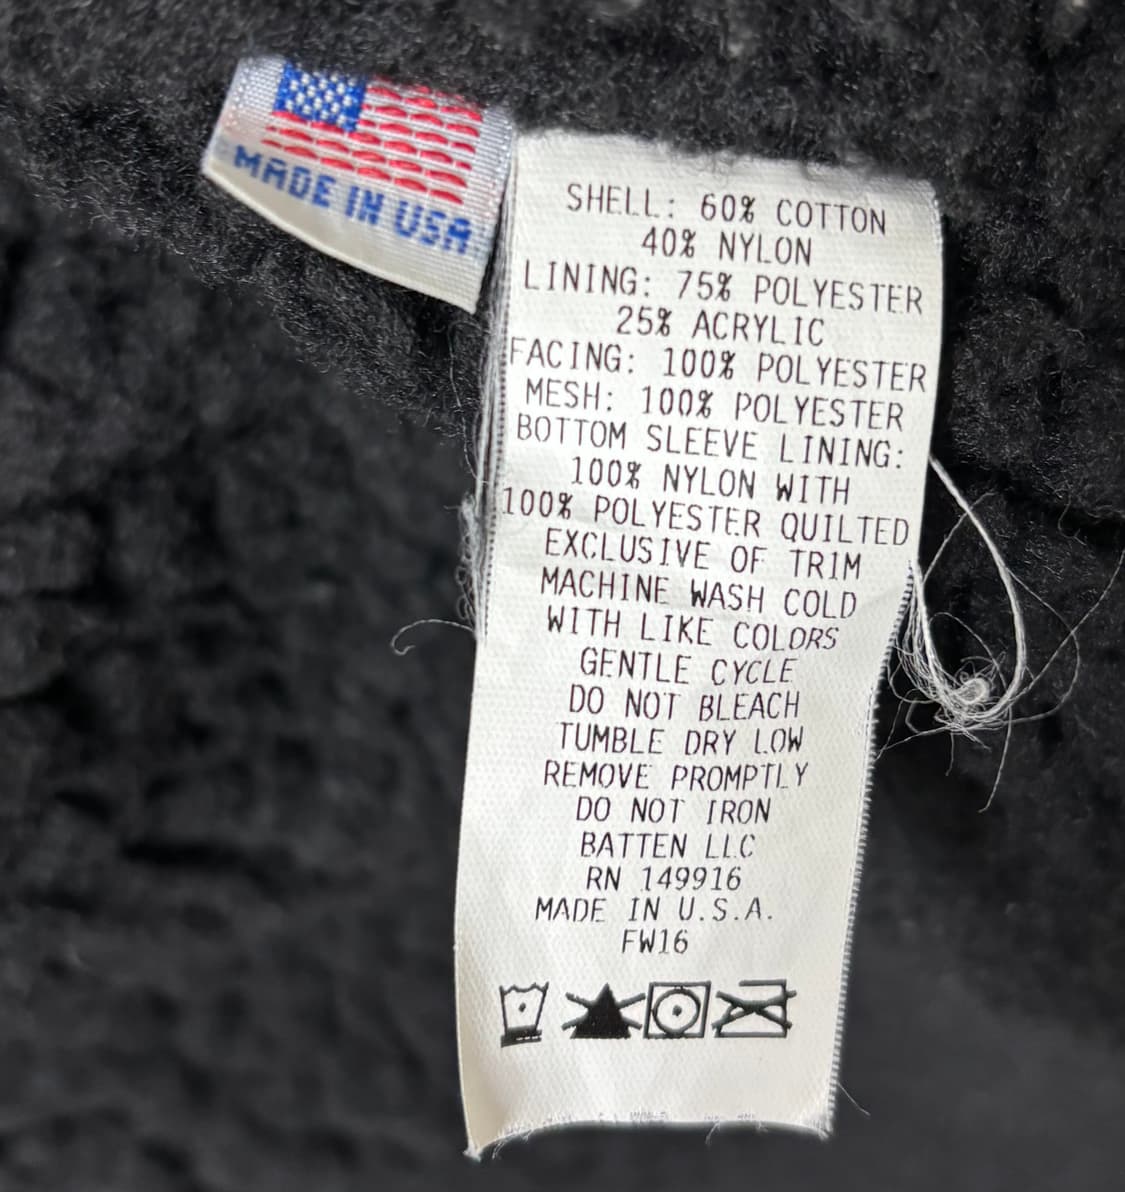 MADE IN USA
SHELL: 60% COTTON
40% NYLON
LINING: 75% POLYESTER
25% ACRYLIC
FACING: 100% POLYESTER
MESH: 100% POLYESTER
BOTTOM SLEEVE LINING:
100% NYLON WITH
100% POLYESTER QUILTED
EXCLUSIVE OF TRIM
MACHINE WASH COLD
WITH LIKE COLORS
GENTLE CYCLE
DO NOT BLEACH
TUMBLE DRY LOW
REMOVE PROMPTLY
DO NOT IRON
BATTEN LLC
RN 149916
MADE IN U.S.A.
FW16